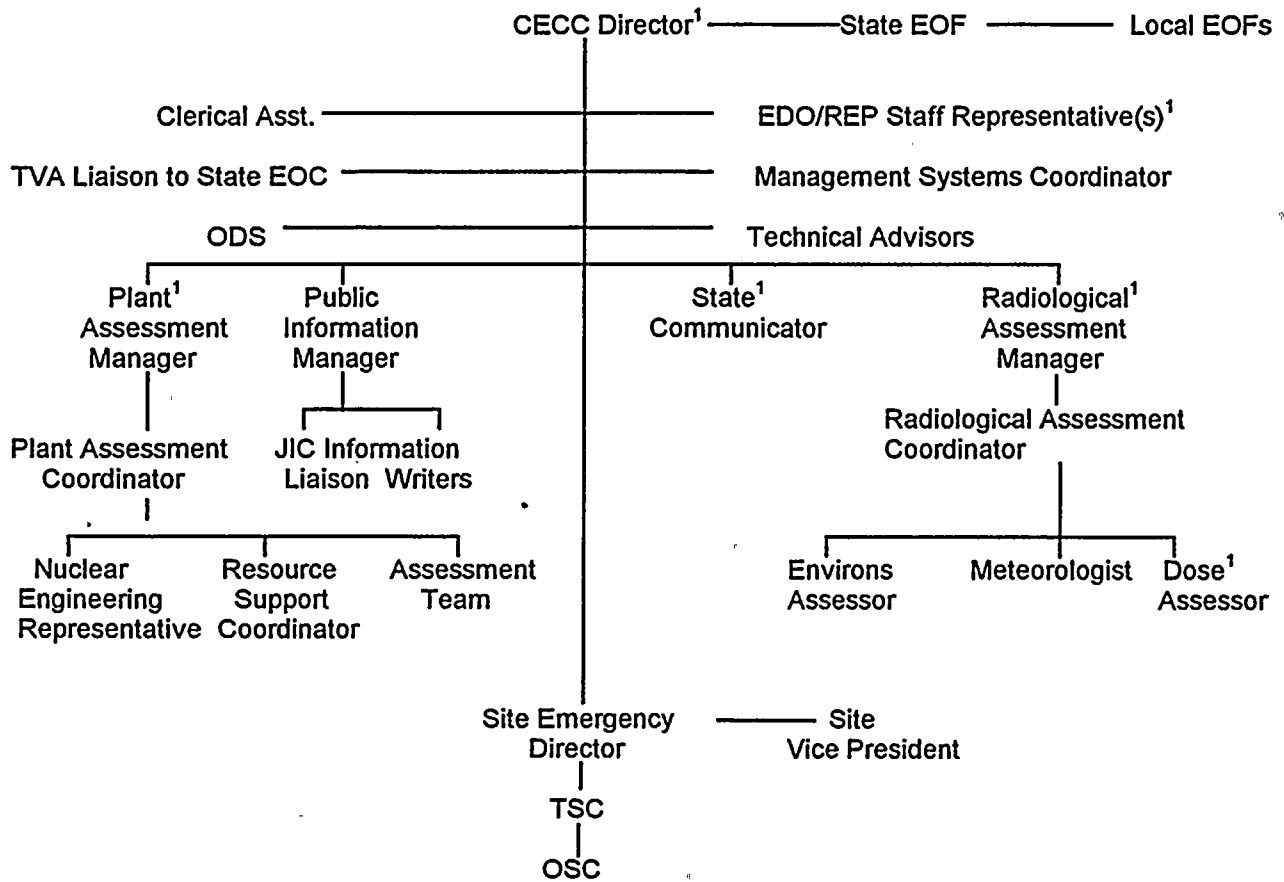 CECC Director¹ State EOF Local EOFs
Clerical Asst. EDO/REP Staff Representative(s)¹
TVA Liaison to State EOC Management Systems Coordinator
ODS Technical Advisors
Plant¹
Assessment
Manager
Public
Information
Manager
State¹
Communicator
Radiological¹
Assessment
Manager
Plant Assessment
Coordinator
JIC Information
Liaison Writers
Radiological Assessment
Coordinator
Nuclear
Engineering
Representative
Resource
Support
Coordinator
Assessment
Team
Environs
Assessor
Meteorologist
Dose¹
Assessor
Site Emergency
Director
Site
Vice President
TSC
OSC